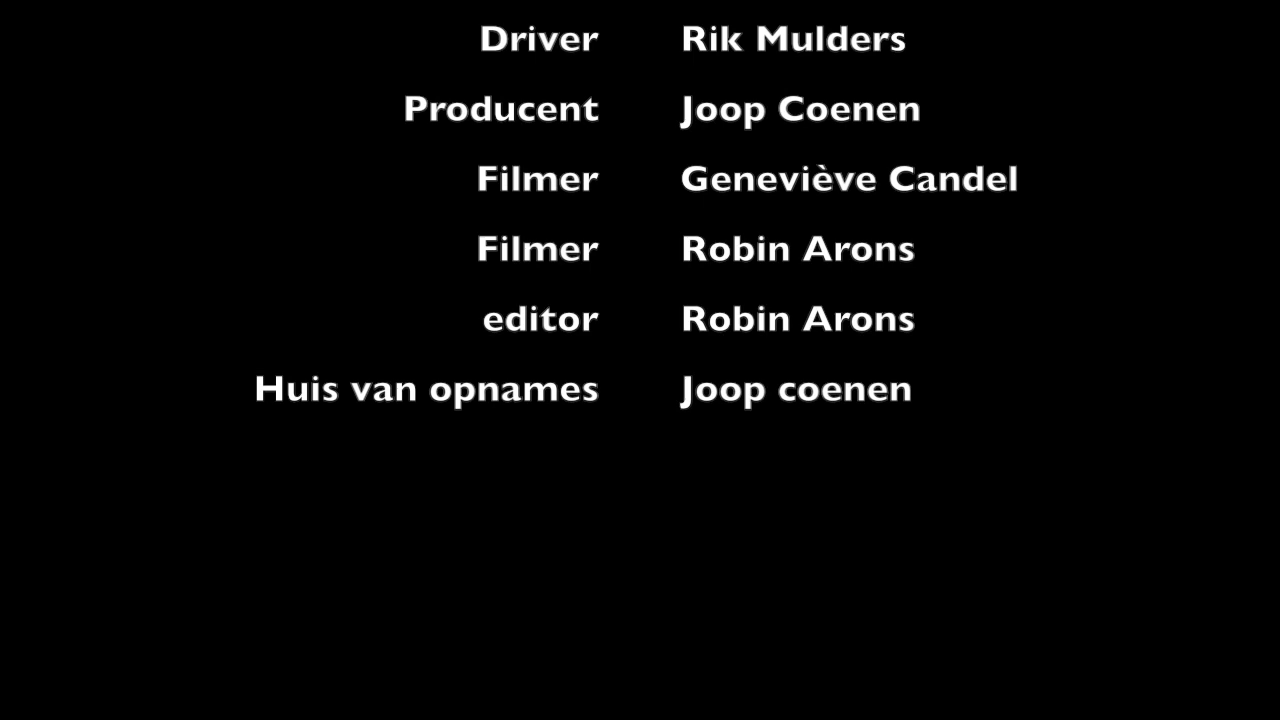 Driver Rik Mulders
Producent Joop Coenen
Filmer Geneviève Candel
Filmer Robin Arons
editor Robin Arons
Huis van opnames Joop coenen